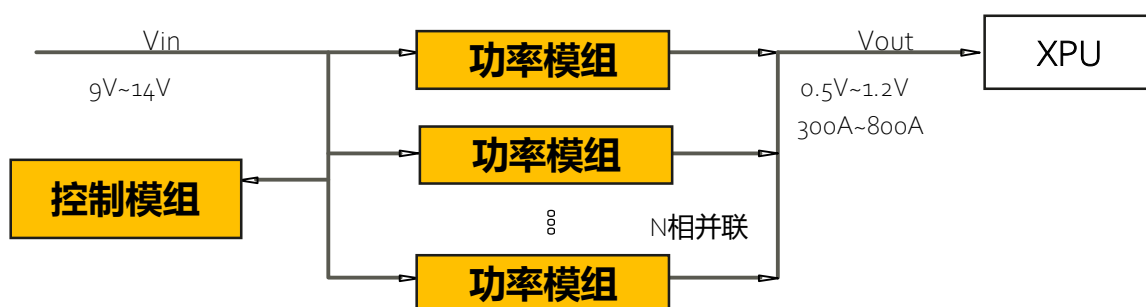 Vin
功率模组
Vout
XPU
9V~14V
0.5V~1.2V
300A~800A
功率模组
控制模组
N相并联
功率模组